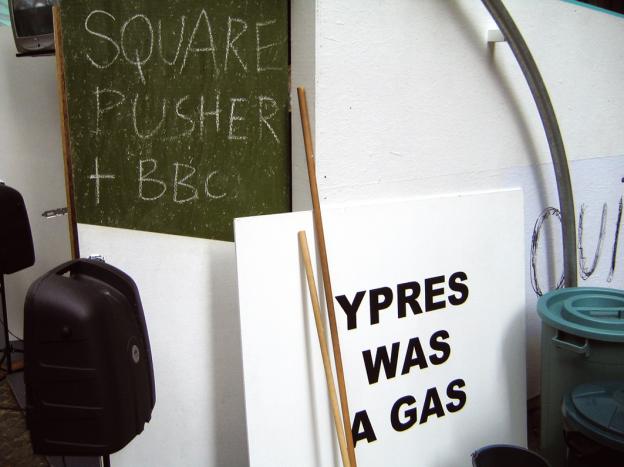 SQUARE
PUSHER
+ BBC
YPRES
WAS
A GAS